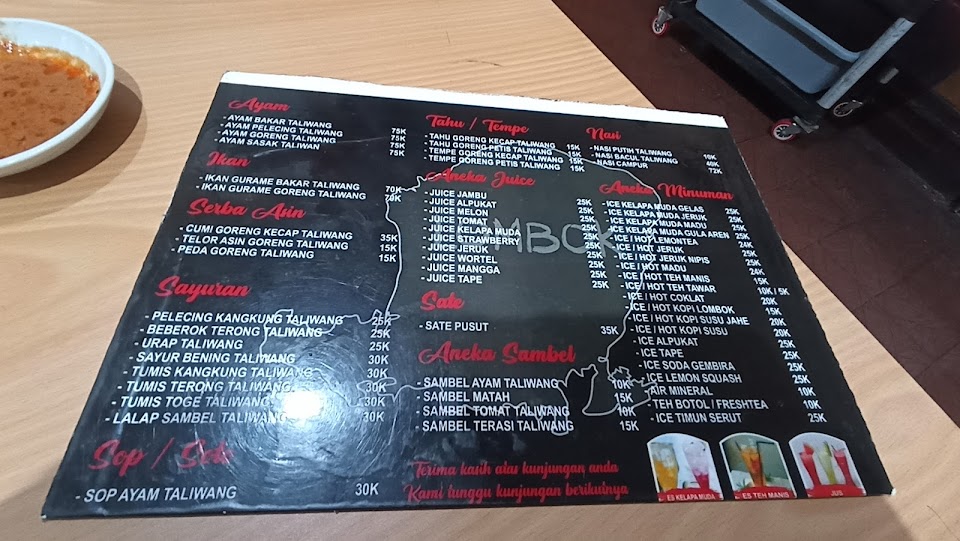 Ayam
- AYAM BAKAR TALIWANG 75K
- AYAM PELECING TALIWANG 75K
- AYAM GORENG TALIWANG 75K
- AYAM SASAK TALIWAN 75K
Ikan
- IKAN GURAME BAKAR TALIWANG 70K
- IKAN GURAME GORENG TALIWANG 70K
Serba Asin
- CUMI GORENG KECAP TALIWANG 35K
- TELOR ASIN GORENG TALIWANG 15K
- PEDA GORENG TALIWANG 15K
Sayuran
- PELECING KANGKUNG TALIWANG 25K
- BEBEROK TERONG TALIWANG 25K
- URAP TALIWANG 25K
- SAYUR BENING TALIWANG 30K
- TUMIS KANGKUNG TALIWANG 30K
- TUMIS TERONG TALIWANG 30K
- TUMIS TOGE TALIWANG 30K
- LALAP SAMBEL TALIWANG 30K
Sop / Soto
- SOP AYAM TALIWANG 30K
Tahu / Tempe
- TAHU GORENG KECAP TALIWANG 15K
- TAHU GORENG PETIS TALIWANG 15K
- TEMPE GORENG KECAP TALIWANG 15K
- TEMPE GORENG PETIS TALIWANG 15K
Aneka Juice
- JUICE JAMBU 25K
- JUICE ALPUKAT 25K
- JUICE MELON 25K
- JUICE TOMAT 25K
- JUICE KELAPA MUDA 25K
- JUICE STRAWBERRY 25K
- JUICE JERUK 25K
- JUICE WORTEL 25K
- JUICE MANGGA 25K
- JUICE TAPE 25K
MBOK
Sate
- SATE PUSUT 35K
Aneka Sambel
- SAMBEL AYAM TALIWANG 10K
- SAMBEL MATAH 15K
- SAMBEL TOMAT TALIWANG 10K
- SAMBEL TERASI TALIWANG 15K
Terima kasih atas kunjungan anda
Kami tunggu kunjungan berikutnya
Nasi
- NASI PUTIH TALIWANG 10K
- NASI BACUL TALIWANG 40K
- NASI CAMPUR 72K
Aneka Minuman
- ICE KELAPA MUDA GELAS 25K
- ICE KELAPA MUDA JERUK 25K
- ICE KELAPA MUDA MADU 25K
- ICE KELAPA MUDA GULA AREN 25K
- ICE / HOT LEMONTEA 24K
- ICE / HOT JERUK 25K
- ICE / HOT JERUK NIPIS 25K
- ICE / HOT MADU 24K
- ICE / HOT TEH MANIS 15K
- ICE / HOT TEH TAWAR 10K / 5K
- ICE / HOT COKLAT 20K
- ICE / HOT KOPI LOMBOK 15K
- ICE / HOT KOPI SUSU JAHE 20K
- ICE / HOT KOPI SUSU 20K
- ICE ALPUKAT 25K
- ICE TAPE 25K
- ICE SODA GEMBIRA 25K
- ICE LEMON SQUASH 25K
- AIR MINERAL 10K
- TEH BOTOL / FRESHTEA 10K
- ICE TIMUN SERUT 25K
ES KELAPA MUDA
ES TEH MANIS
JUS